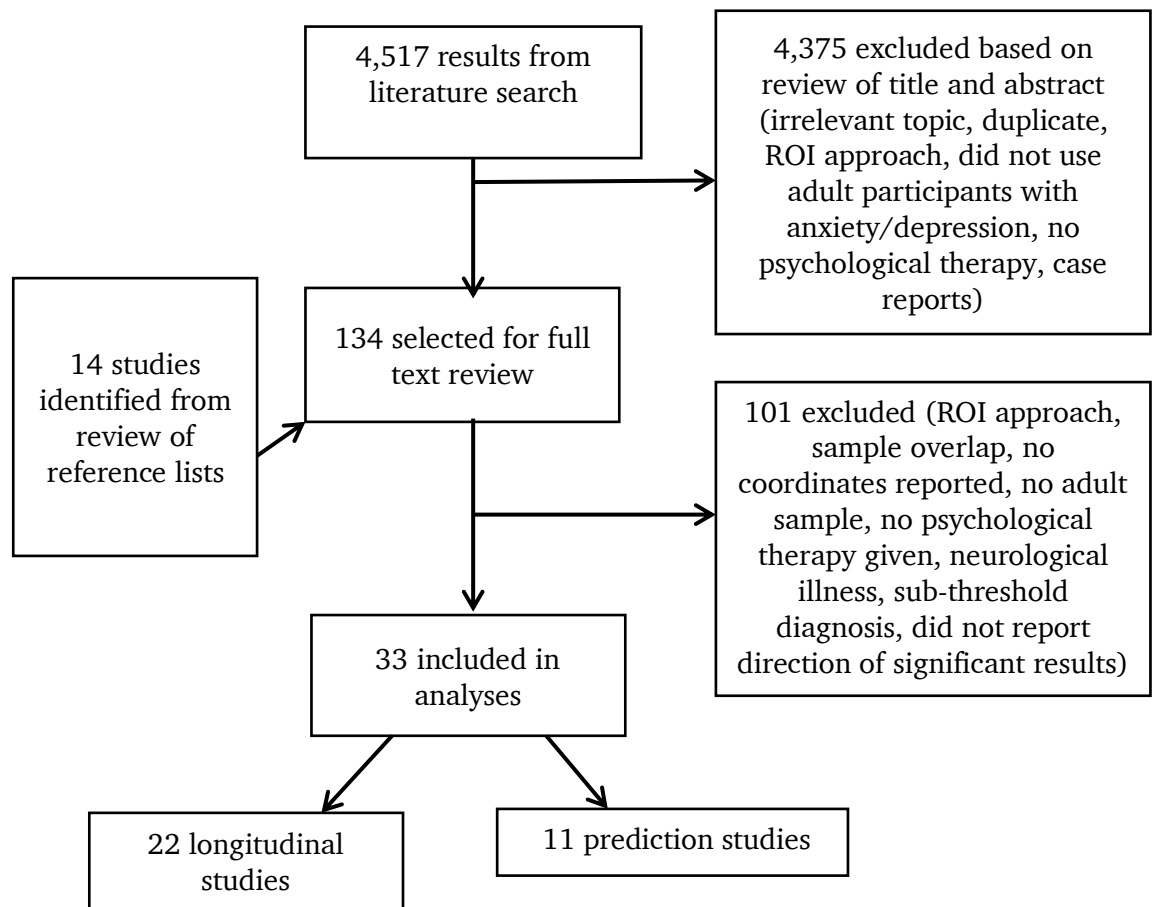 4,517 results from
literature search
4,375 excluded based on
review of title and abstract
(irrelevant topic, duplicate,
ROI approach, did not use
adult participants with
anxiety/depression, no
psychological therapy, case
reports)
14 studies
identified from
review of
reference lists
134 selected for full
text review
101 excluded (ROI approach,
sample overlap, no
coordinates reported, no adult
sample, no psychological
therapy given, neurological
illness, sub-threshold
diagnosis, did not report
direction of significant results)
33 included in
analyses
22 longitudinal
studies
11 prediction studies